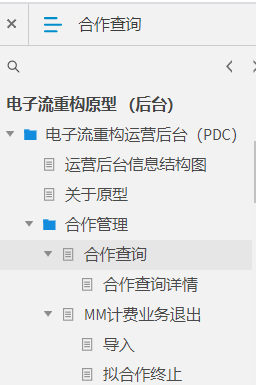 合作查询
电子流重构原型 （后台）
电子流重构运营后台（PDC）
运营后台信息结构图
关于原型
合作管理
合作查询
合作查询详情
MM计费业务退出
导入
拟合作终止